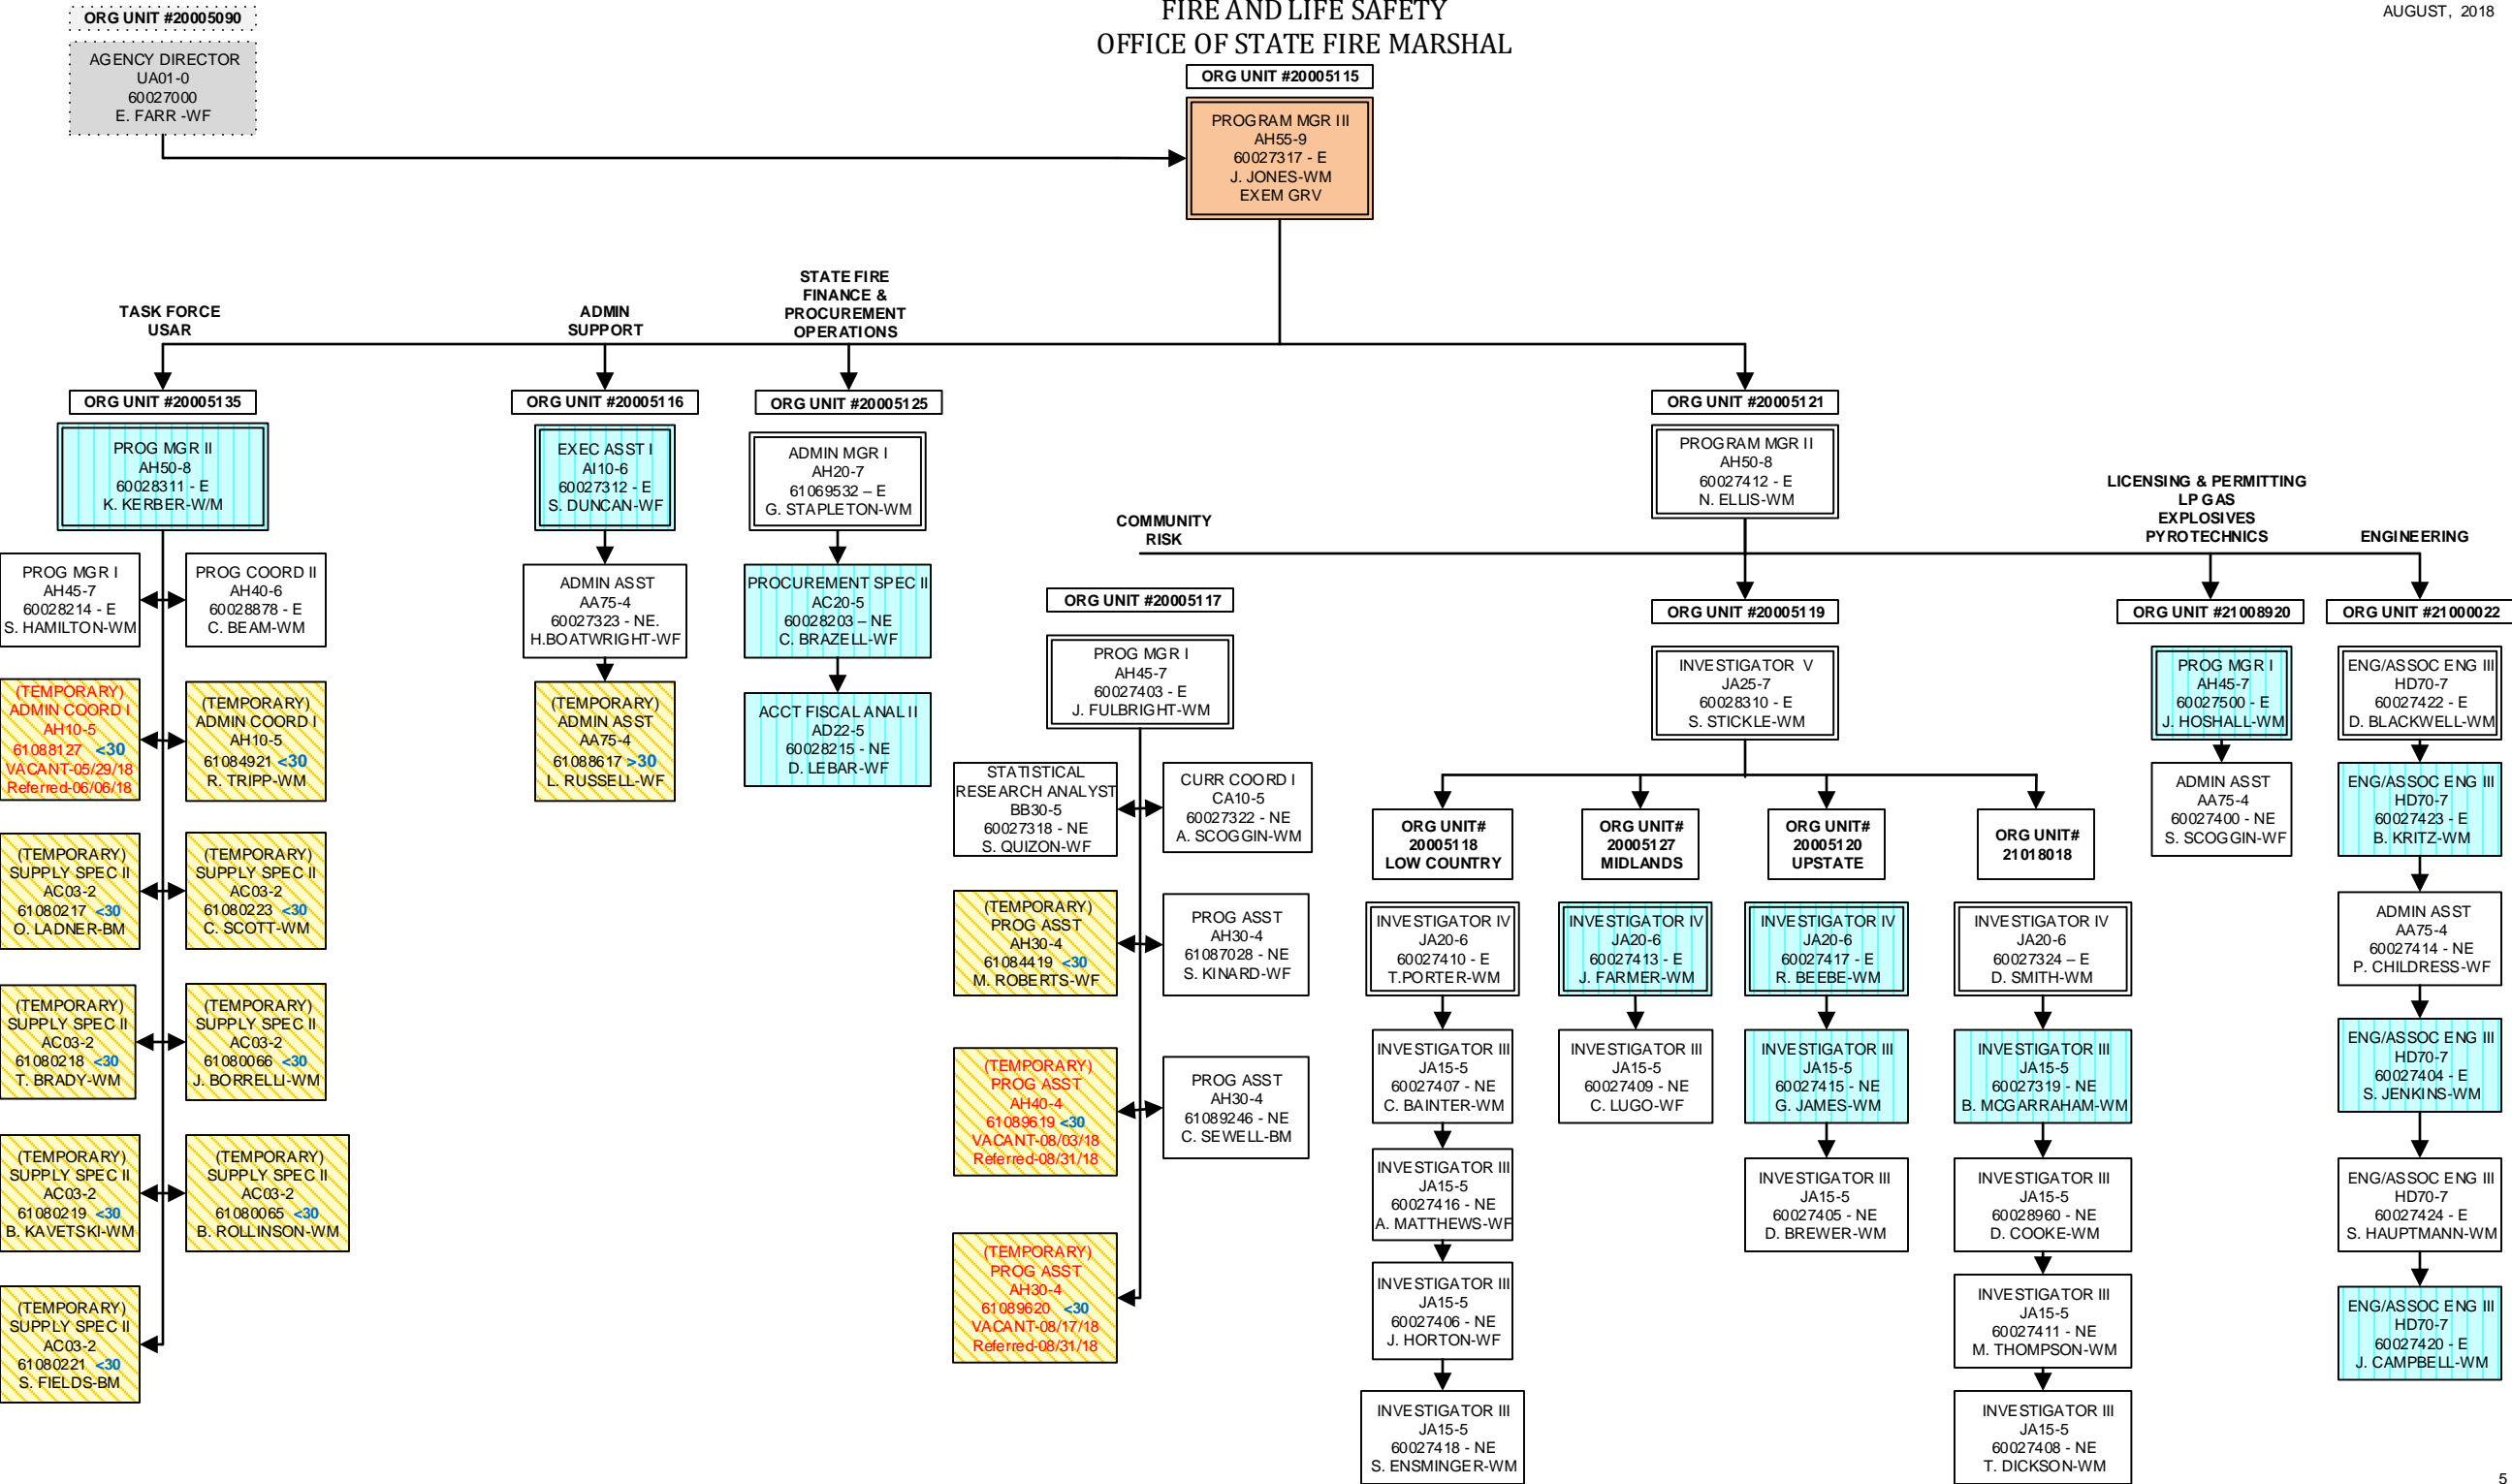 ORG UNIT #20005090
AGENCY DIRECTOR
UA01-0
60027000
E. FARR -WF
FIRE AND LIFE SAFETY
OFFICE OF STATE FIRE MARSHAL
AUGUST, 2018
ORG UNIT #20005115
PROGRAM MGR III
AH55-9
60027317 - E
J. JONES-WM
EXEM GRV
TASK FORCE
USAR
ADMIN
SUPPORT
STATE FIRE
FINANCE &
PROCUREMENT
OPERATIONS
ORG UNIT #20005135
PROG MGR II
AH50-8
60028311 - E
K. KERBER-W/M
PROG MGR I
AH45-7
60028214 - E
S. HAMILTON-WM
PROG COORD II
AH40-6
60028878 - E
C. BEAM-WM
(TEMPORARY)
ADMIN COORD I
AH10-5
61088127 <30
VACANT-05/29/18
Referred-06/06/18
(TEMPORARY)
ADMIN COORD I
AH10-5
61084921 <30
R. TRIPP-WM
(TEMPORARY)
SUPPLY SPEC II
AC03-2
61080217 <30
O. LADNER-BM
(TEMPORARY)
SUPPLY SPEC II
AC03-2
61080223 <30
C. SCOTT-WM
(TEMPORARY)
SUPPLY SPEC II
AC03-2
61080218 <30
T. BRADY-WM
(TEMPORARY)
SUPPLY SPEC II
AC03-2
61080066 <30
J. BORRELLI-WM
(TEMPORARY)
SUPPLY SPEC II
AC03-2
61080219 <30
B. KAVETSKI-WM
(TEMPORARY)
SUPPLY SPEC II
AC03-2
61080065 <30
B. ROLLINSON-WM
(TEMPORARY)
SUPPLY SPEC II
AC03-2
61080221 <30
S. FIELDS-BM
ORG UNIT #20005116
EXEC ASST I
AI10-6
60027312 - E
S. DUNCAN-WF
ADMIN ASST
AA75-4
60027323 - NE.
H.BOATWRIGHT-WF
(TEMPORARY)
ADMIN ASST
AA75-4
61088617 >30
L. RUSSELL-WF
ORG UNIT #20005125
ADMIN MGR I
AH20-7
61069532 – E
G. STAPLETON-WM
PROCUREMENT SPEC II
AC20-5
60028203 – NE
C. BRAZELL-WF
ACCT FISCAL ANAL II
AD22-5
60028215 - NE
D. LEBAR-WF
ORG UNIT #20005121
PROGRAM MGR II
AH50-8
60027412 - E
N. ELLIS-WM
COMMUNITY
RISK
LICENSING & PERMITTING
LP GAS
EXPLOSIVES
PYROTECHNICS
ENGINEERING
ORG UNIT #20005117
PROG MGR I
AH45-7
60027403 - E
J. FULBRIGHT-WM
STATISTICAL
RESEARCH ANALYST
BB30-5
60027318 - NE
S. QUIZON-WF
CURR COORD I
CA10-5
60027322 - NE
A. SCOGGIN-WM
(TEMPORARY)
PROG ASST
AH30-4
61084419 <30
M. ROBERTS-WF
PROG ASST
AH30-4
61087028 - NE
S. KINARD-WF
(TEMPORARY)
PROG ASST
AH40-4
61089619 <30
VACANT-08/03/18
Referred-08/31/18
PROG ASST
AH30-4
61089246 - NE
C. SEWELL-BM
(TEMPORARY)
PROG ASST
AH30-4
61089620 <30
VACANT-08/17/18
Referred-08/31/18
ORG UNIT #20005119
INVESTIGATOR V
JA25-7
60028310 - E
S. STICKLE-WM
ORG UNIT#
20005118
LOW COUNTRY
INVESTIGATOR IV
JA20-6
60027410 - E
T.PORTER-WM
INVESTIGATOR III
JA15-5
60027407 - NE
C. BAINTER-WM
INVESTIGATOR III
JA15-5
60027416 - NE
A. MATTHEWS-WF
INVESTIGATOR III
JA15-5
60027406 - NE
J. HORTON-WF
INVESTIGATOR III
JA15-5
60027418 - NE
S. ENSMINGER-WM
ORG UNIT#
20005127
MIDLANDS
INVESTIGATOR IV
JA20-6
60027413 - E
J. FARMER-WM
INVESTIGATOR III
JA15-5
60027409 - NE
C. LUGO-WF
ORG UNIT#
20005120
UPSTATE
INVESTIGATOR IV
JA20-6
60027417 - E
R. BEEBE-WM
INVESTIGATOR III
JA15-5
60027415 - NE
G. JAMES-WM
INVESTIGATOR III
JA15-5
60027405 - NE
D. BREWER-WM
ORG UNIT#
21018018
INVESTIGATOR IV
JA20-6
60027324 – E
D. SMITH-WM
INVESTIGATOR III
JA15-5
60027319 - NE
B. MCGARRAHAM-WM
INVESTIGATOR III
JA15-5
60028960 - NE
D. COOKE-WM
INVESTIGATOR III
JA15-5
60027411 - NE
M. THOMPSON-WM
INVESTIGATOR III
JA15-5
60027408 - NE
T. DICKSON-WM
ORG UNIT #21008920
PROG MGR I
AH45-7
60027500 - E
J. HOSHALL-WM
ADMIN ASST
AA75-4
60027400 - NE
S. SCOGGIN-WF
ORG UNIT #21000022
ENG/ASSOC ENG III
HD70-7
60027422 - E
D. BLACKWELL-WM
ENG/ASSOC ENG III
HD70-7
60027423 - E
B. KRITZ-WM
ADMIN ASST
AA75-4
60027414 - NE
P. CHILDRESS-WF
ENG/ASSOC ENG III
HD70-7
60027404 - E
S. JENKINS-WM
ENG/ASSOC ENG III
HD70-7
60027424 - E
S. HAUPTMANN-WM
ENG/ASSOC ENG III
HD70-7
60027420 - E
J. CAMPBELL-WM
5